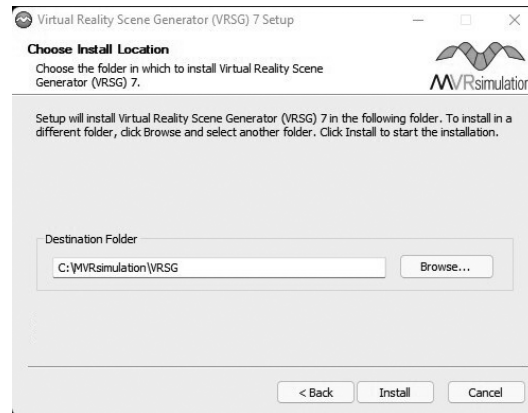 Virtual Reality Scene Generator (VRSG) 7 Setup
Choose Install Location
Choose the folder in which to install Virtual Reality Scene
Generator (VRSG) 7.
MVRsimulation
Setup will install Virtual Reality Scene Generator (VRSG) 7 in the following folder. To install in a
different folder, click Browse and select another folder. Click Install to start the installation.
Destination Folder
C:\MVRsimulation\VRSG
Browse...
< Back
Install
Cancel